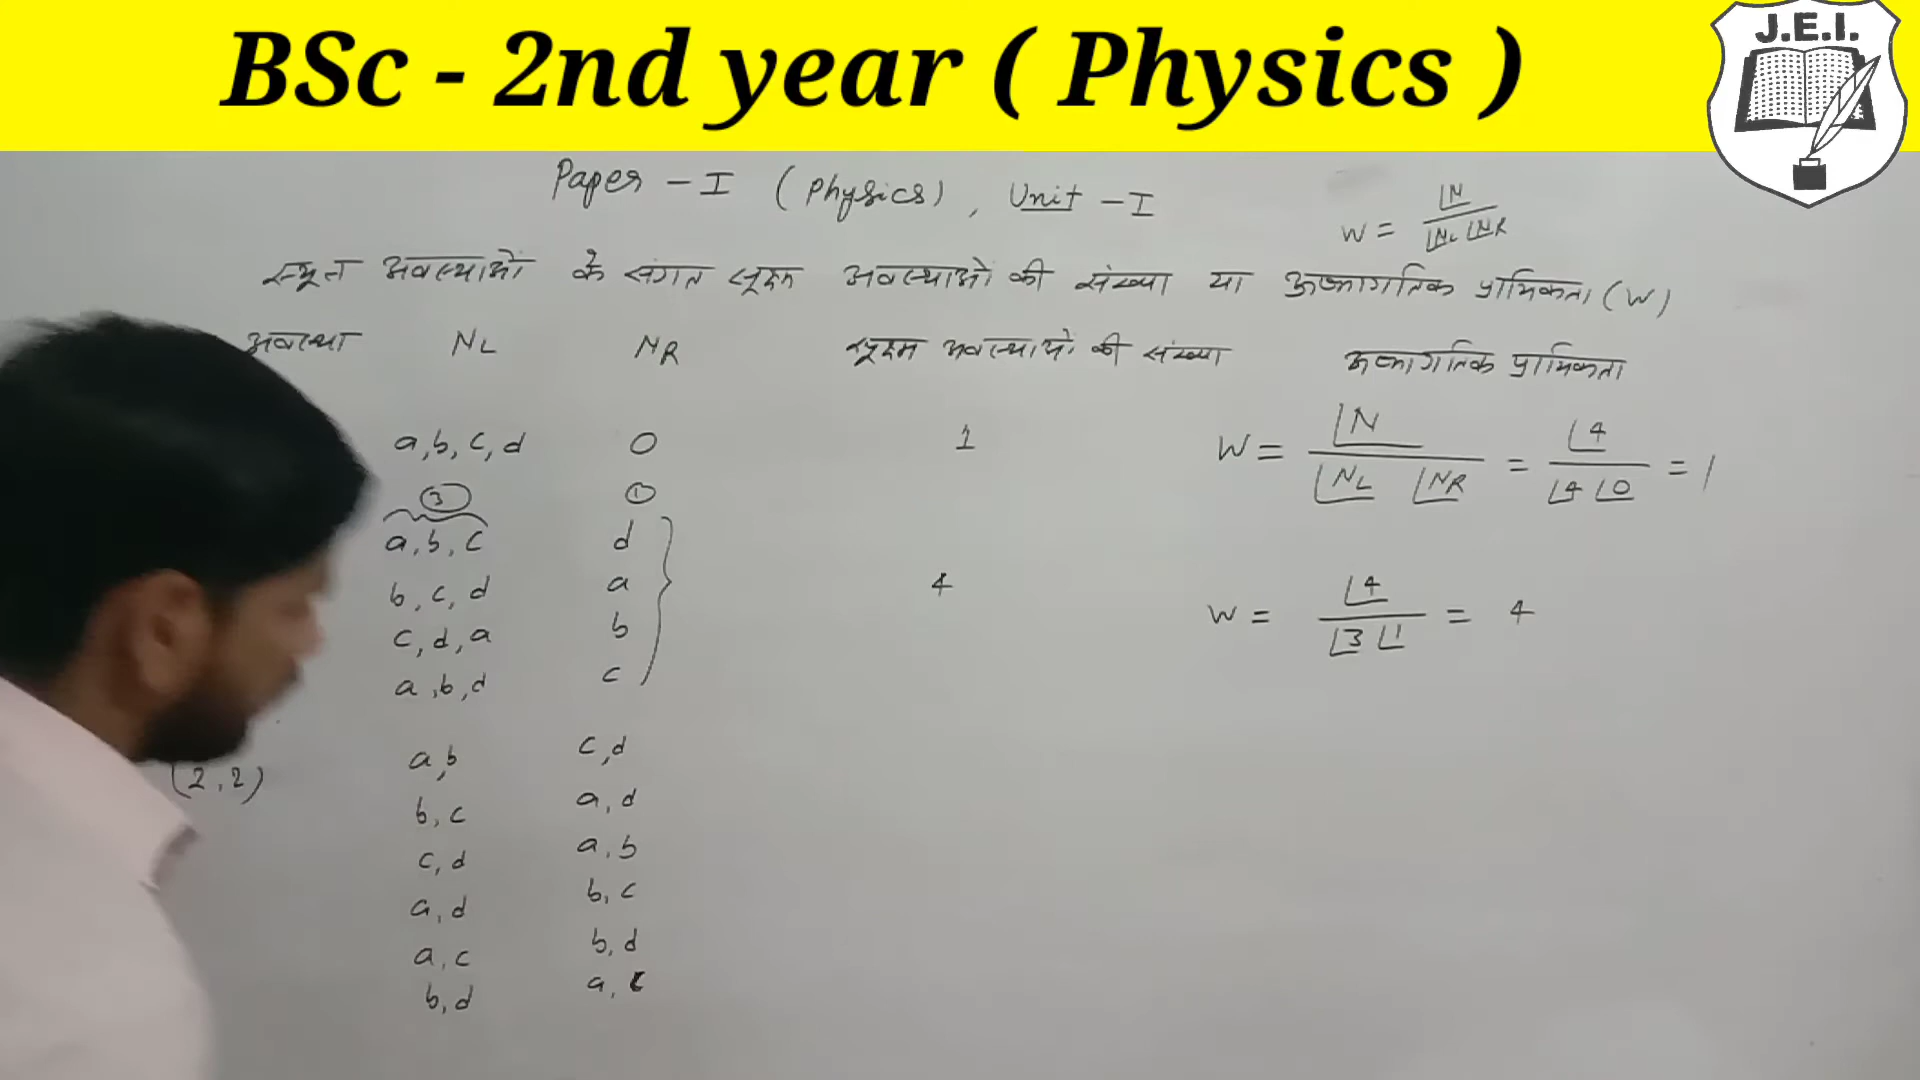 BSc - 2nd year ( Physics )
J.E.I.
Paper - I ( Physics ) , Unit - I
W = ⌊N / ⌊NL ⌊NR
स्थूल अवस्थाओं के संगत सूक्ष्म अवस्थाओं की संख्या या ऊष्मागतिक प्रायिकता (W)
अवस्था NL NR सूक्ष्म अवस्थाओं की संख्या ऊष्मागतिक प्रायिकता
a, b, c, d 0 1 W = ⌊N / ⌊NL ⌊NR = ⌊4 / ⌊4 ⌊0 = 1
3 1
a, b, c d
b, c, d a 4 W = ⌊4 / ⌊3 ⌊1 = 4
c, d, a b
a, b, d c
(2,2) a, b c, d
b, c a, d
c, d a, b
a, d b, c
a, c b, d
b, d a, c